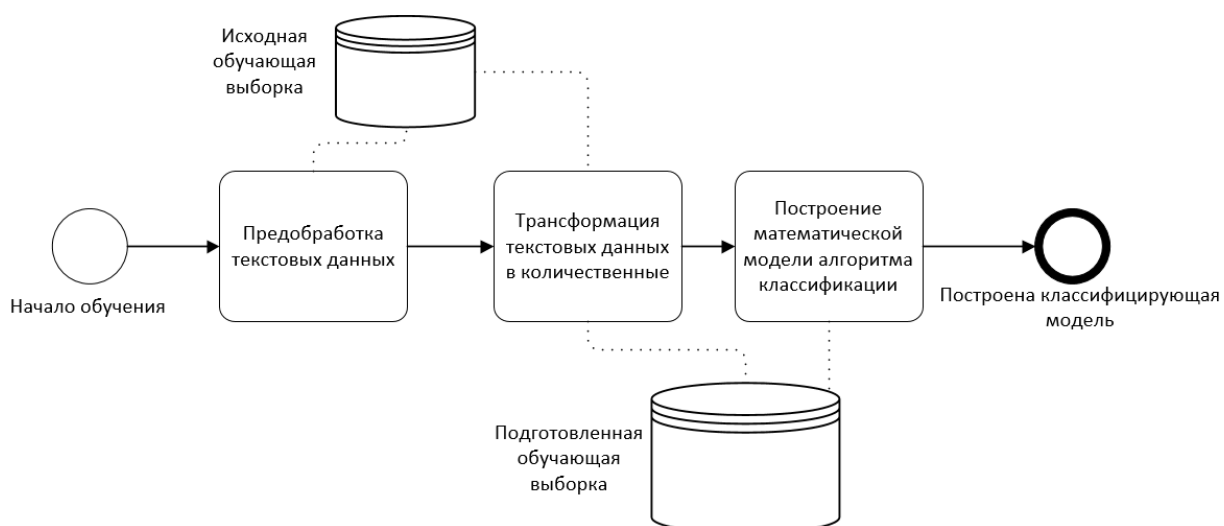 Исходная
обучающая
выборка
Начало обучения
Предобработка
текстовых данных
Трансформация
текстовых данных
в количественные
Построение
математической
модели алгоритма
классификации
Построена классифицирующая
модель
Подготовленная
обучающая
выборка